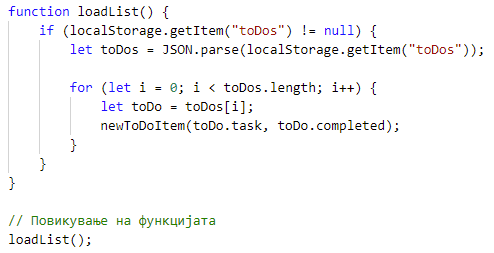 function loadList() {
    if (localStorage.getItem("toDos") != null) {
        let toDos = JSON.parse(localStorage.getItem("toDos"));

        for (let i = 0; i < toDos.length; i++) {
            let toDo = toDos[i];
            newToDoItem(toDo.task, toDo.completed);
        }
    }
}

// Повикување на функцијата
loadList();